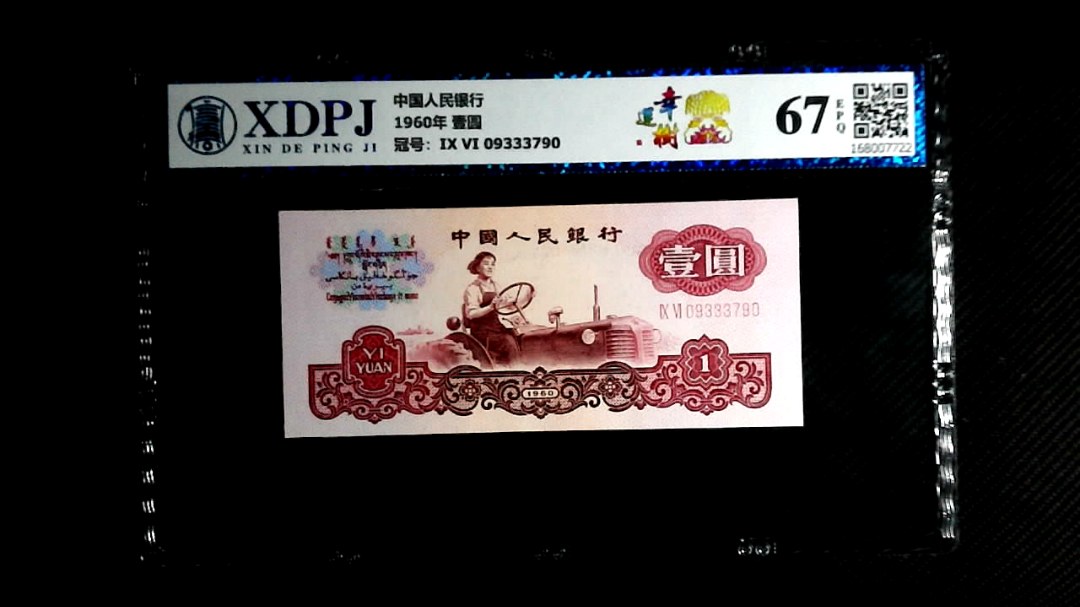 XDPJ
XIN DE PING JI
中国人民银行
1960年 壹圆
冠号: IX VI 09333790
67
EPQ
168007722
中國人民銀行
壹圓
IX VI 09333790
YI
YUAN
1
1960